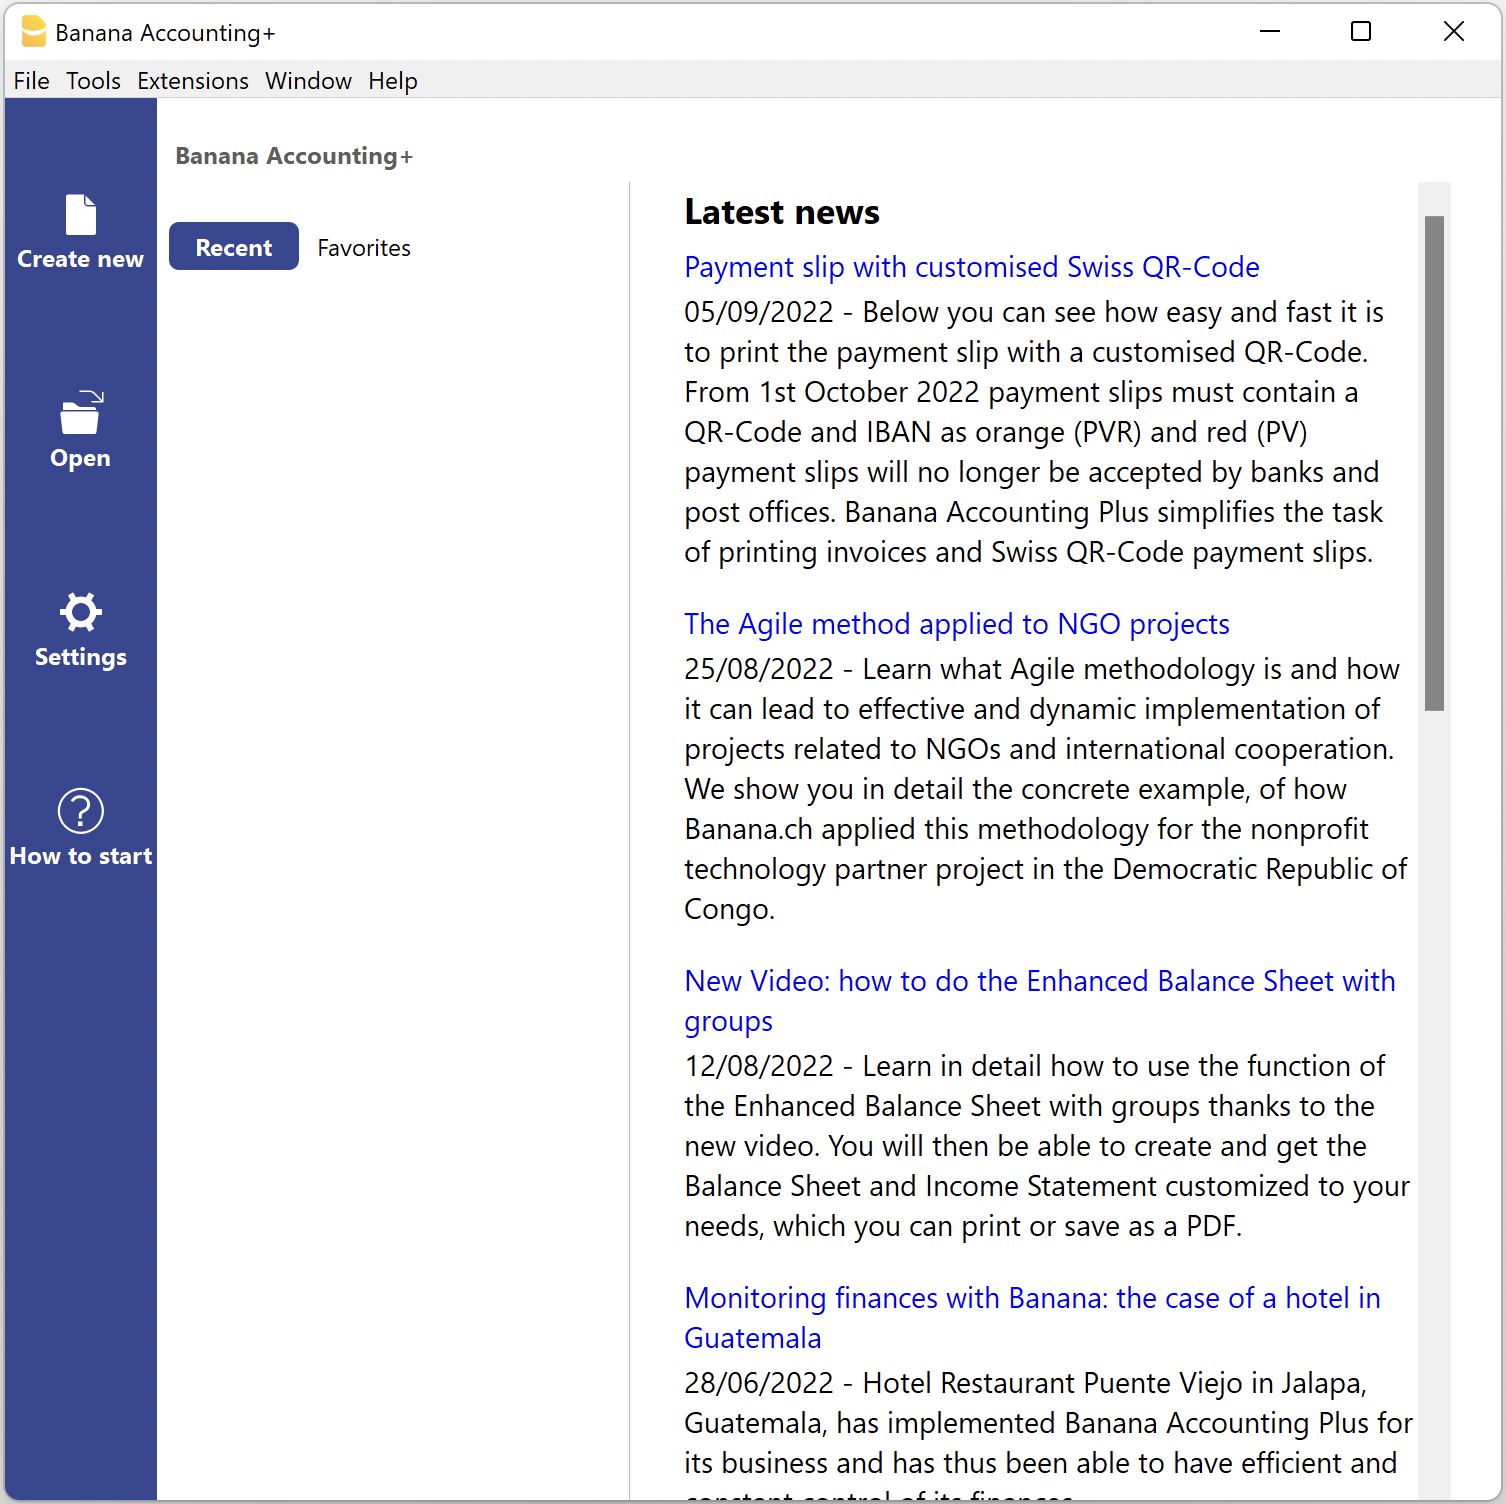 Banana Accounting+
File Tools Extensions Window Help
Banana Accounting+
Create new
Open
Settings
?
How to start
Recent Favorites
Latest news
Payment slip with customised Swiss QR-Code
05/09/2022 - Below you can see how easy and fast it is
to print the payment slip with a customised QR-Code.
From 1st October 2022 payment slips must contain a
QR-Code and IBAN as orange (PVR) and red (PV)
payment slips will no longer be accepted by banks and
post offices. Banana Accounting Plus simplifies the task
of printing invoices and Swiss QR-Code payment slips.
The Agile method applied to NGO projects
25/08/2022 - Learn what Agile methodology is and how
it can lead to effective and dynamic implementation of
projects related to NGOs and international cooperation.
We show you in detail the concrete example, of how
Banana.ch applied this methodology for the nonprofit
technology partner project in the Democratic Republic of
Congo.
New Video: how to do the Enhanced Balance Sheet with
groups
12/08/2022 - Learn in detail how to use the function of
the Enhanced Balance Sheet with groups thanks to the
new video. You will then be able to create and get the
Balance Sheet and Income Statement customized to your
needs, which you can print or save as a PDF.
Monitoring finances with Banana: the case of a hotel in
Guatemala
28/06/2022 - Hotel Restaurant Puente Viejo in Jalapa,
Guatemala, has implemented Banana Accounting Plus for
its business and has thus been able to have efficient and
constant control of its finances